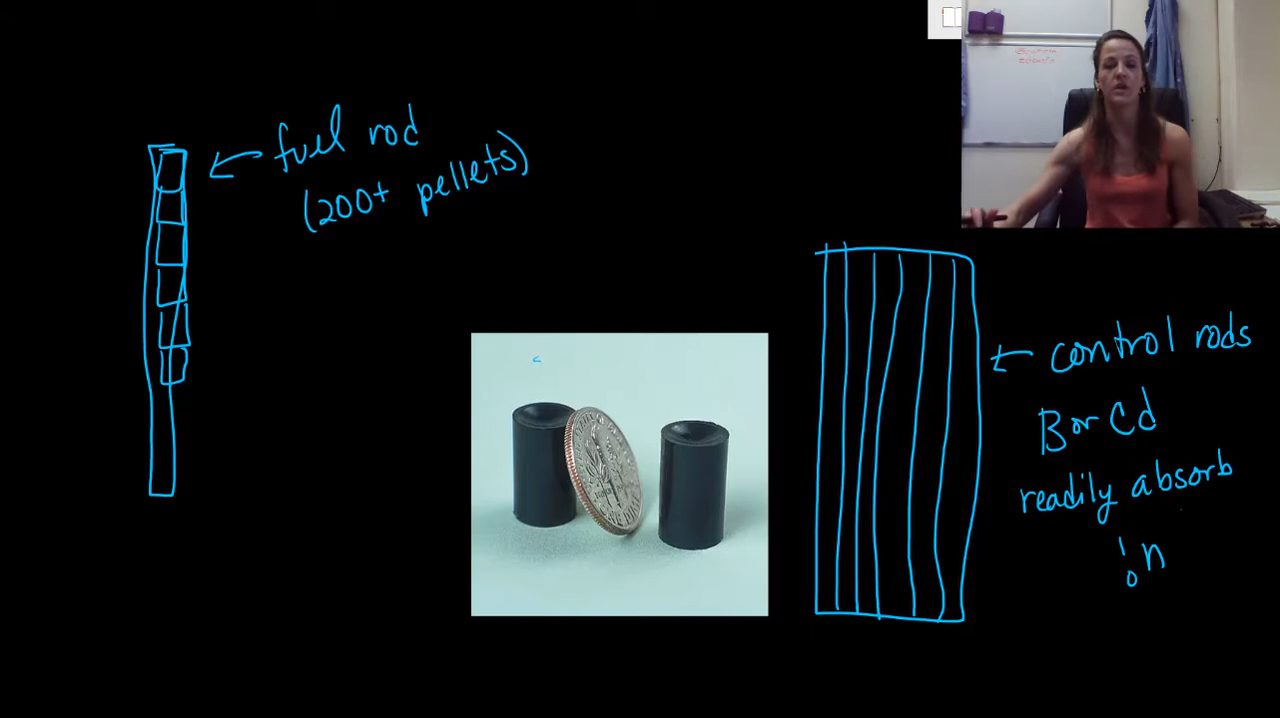 fuel rod
(200+ pellets)
control rods
B or Cd
readily absorb
¹₀n